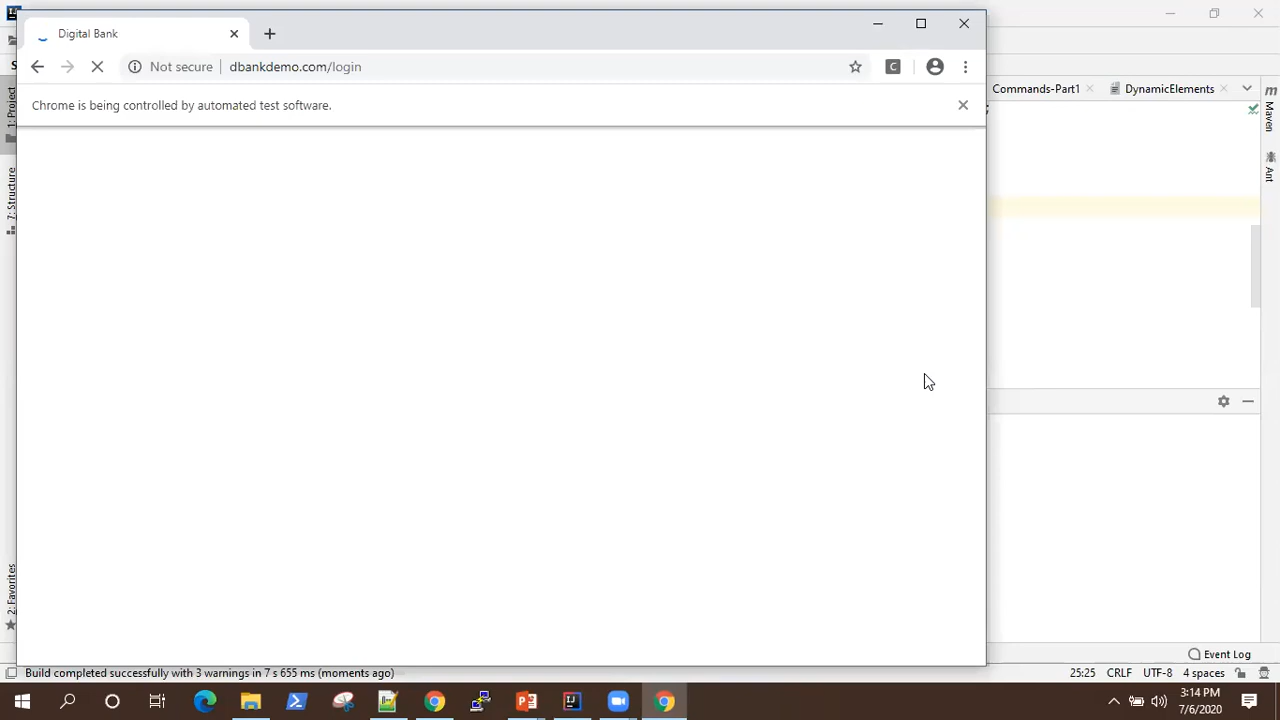 Digital Bank
Not secure
dbankdemo.com/login
Chrome is being controlled by automated test software.
Commands-Part1
DynamicElements
1: Project
7: Structure
2: Favorites
Maven
Ant
Event Log
Build completed successfully with 3 warnings in 7 s 655 ms (moments ago)
25:25 CRLF UTF-8 4 spaces
3:14 PM
7/6/2020